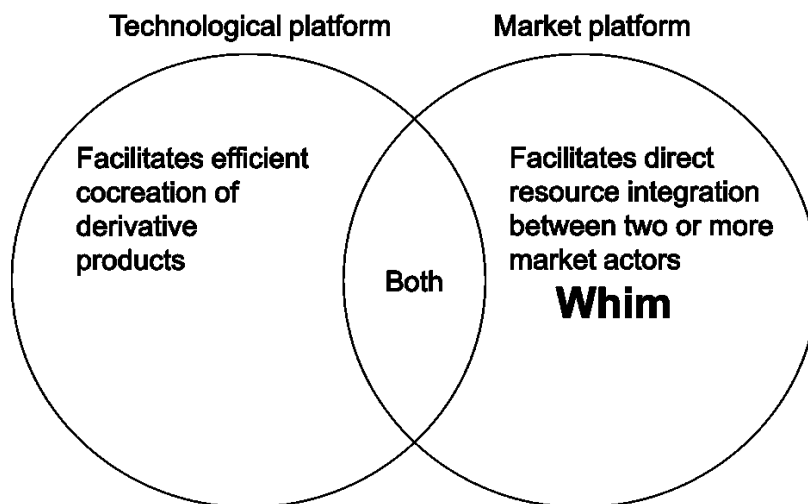 Technological platform
Market platform
Facilitates efficient
cocreation of
derivative
products
Both
Facilitates direct
resource integration
between two or more
market actors
Whim